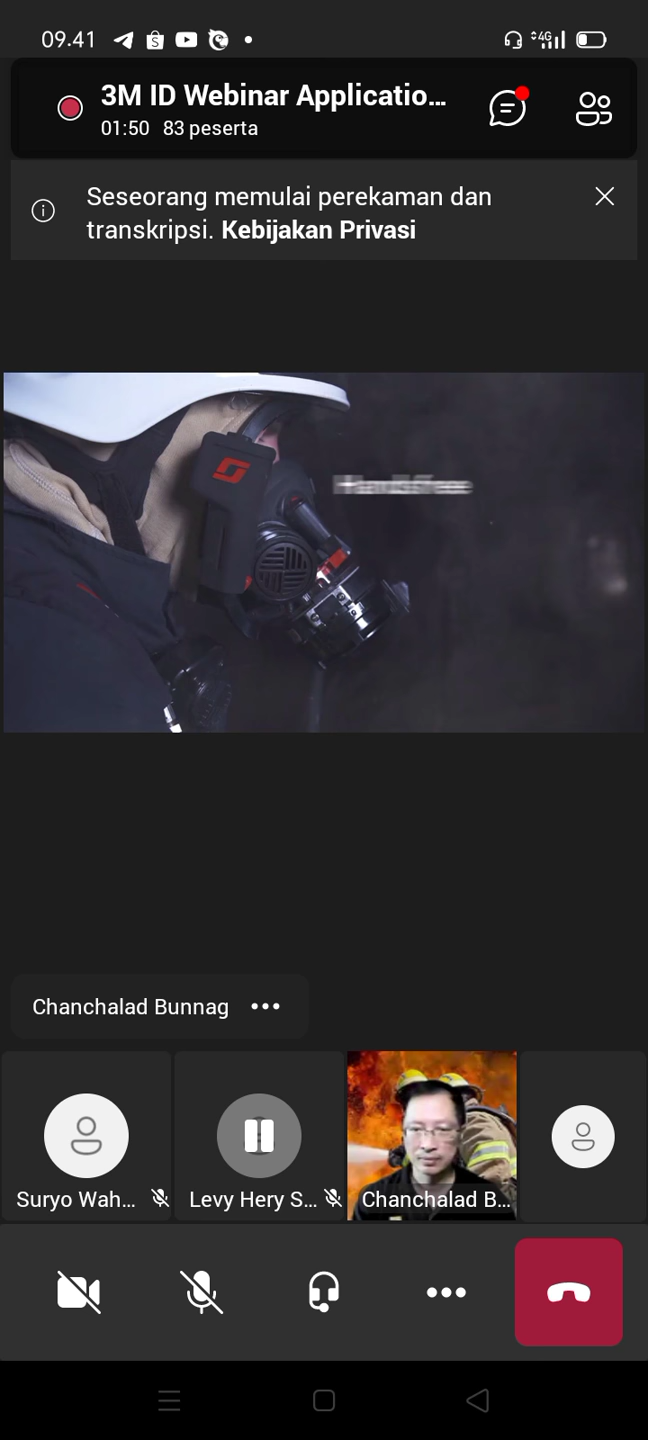 09.41
4G
3M ID Webinar Applicatio...
01:50 83 peserta
Seseorang memulai perekaman dan
transkripsi. Kebijakan Privasi
Chanchalad Bunnag
Suryo Wah...
Levy Hery S...
Chanchalad B...